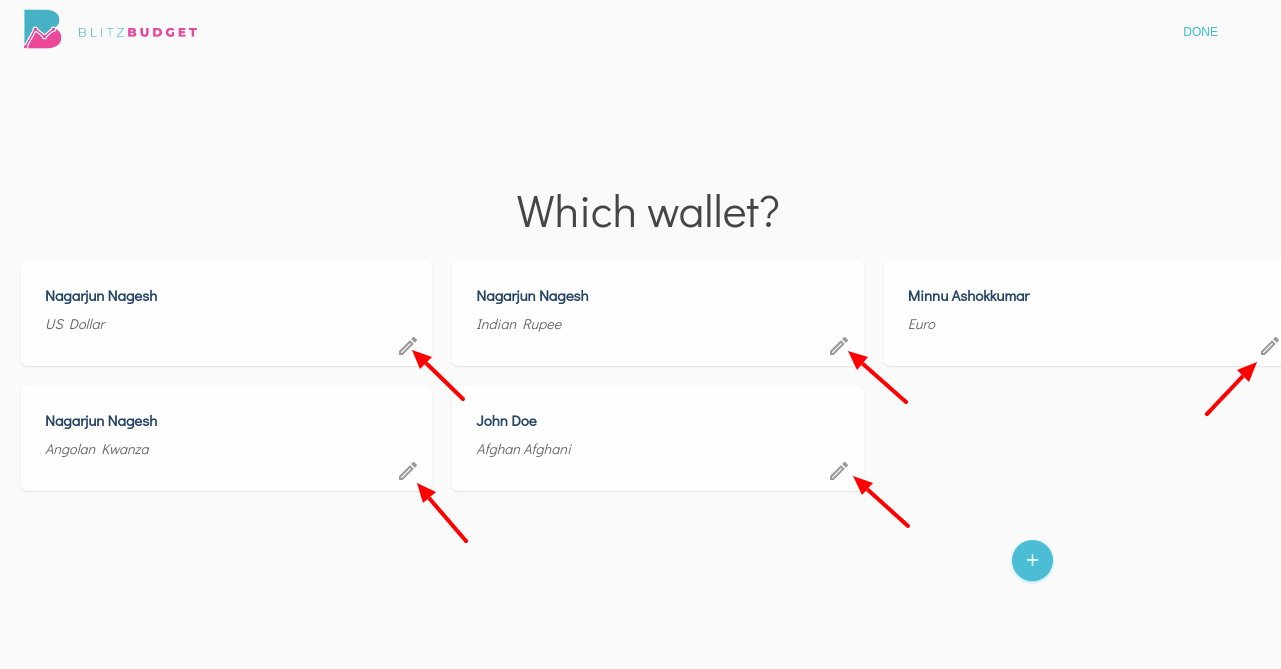 BLITZBUDGET
DONE
Which wallet?
Nagarjun Nagesh
US Dollar
Nagarjun Nagesh
Indian Rupee
Minnu Ashokkumar
Euro
Nagarjun Nagesh
Angolan Kwanza
John Doe
Afghan Afghani
+